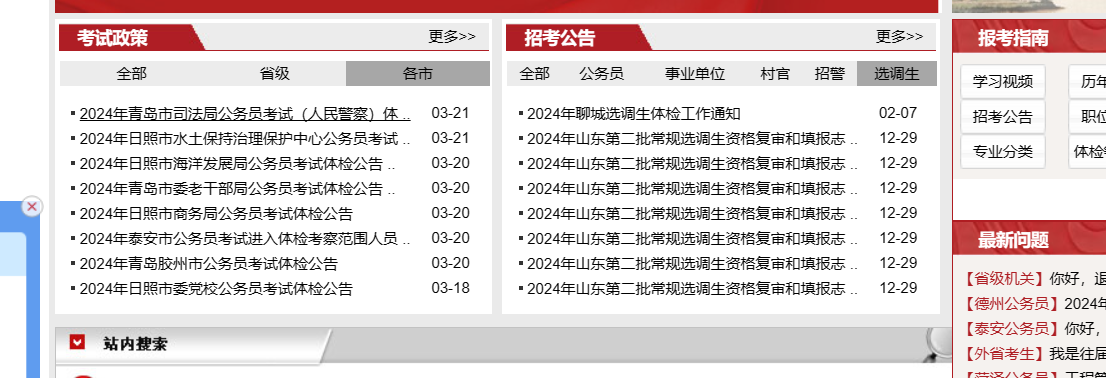 考试政策 更多>>
全部 省级 各市
2024年青岛市司法局公务员考试（人民警察）体 .. 03-21
2024年日照市水土保持治理保护中心公务员考试 .. 03-21
2024年日照市海洋发展局公务员考试体检公告 .. 03-20
2024年青岛市委老干部局公务员考试体检公告 .. 03-20
2024年日照市商务局公务员考试体检公告 03-20
2024年泰安市公务员考试进入体检考察范围人员 .. 03-20
2024年青岛胶州市公务员考试体检公告 03-20
2024年日照市委党校公务员考试体检公告 03-18
招考公告 更多>>
全部 公务员 事业单位 村官 招警 选调生
2024年聊城选调生体检工作通知 02-07
2024年山东第二批常规选调生资格复审和填报志 .. 12-29
2024年山东第二批常规选调生资格复审和填报志 .. 12-29
2024年山东第二批常规选调生资格复审和填报志 .. 12-29
2024年山东第二批常规选调生资格复审和填报志 .. 12-29
2024年山东第二批常规选调生资格复审和填报志 .. 12-29
2024年山东第二批常规选调生资格复审和填报志 .. 12-29
2024年山东第二批常规选调生资格复审和填报志 .. 12-29
站内搜索
报考指南
学习视频 历年
招考公告 职位
专业分类 体检
最新问题
【省级机关】你好，退
【德州公务员】2024年
【泰安公务员】你好，
【外省考生】我是往届